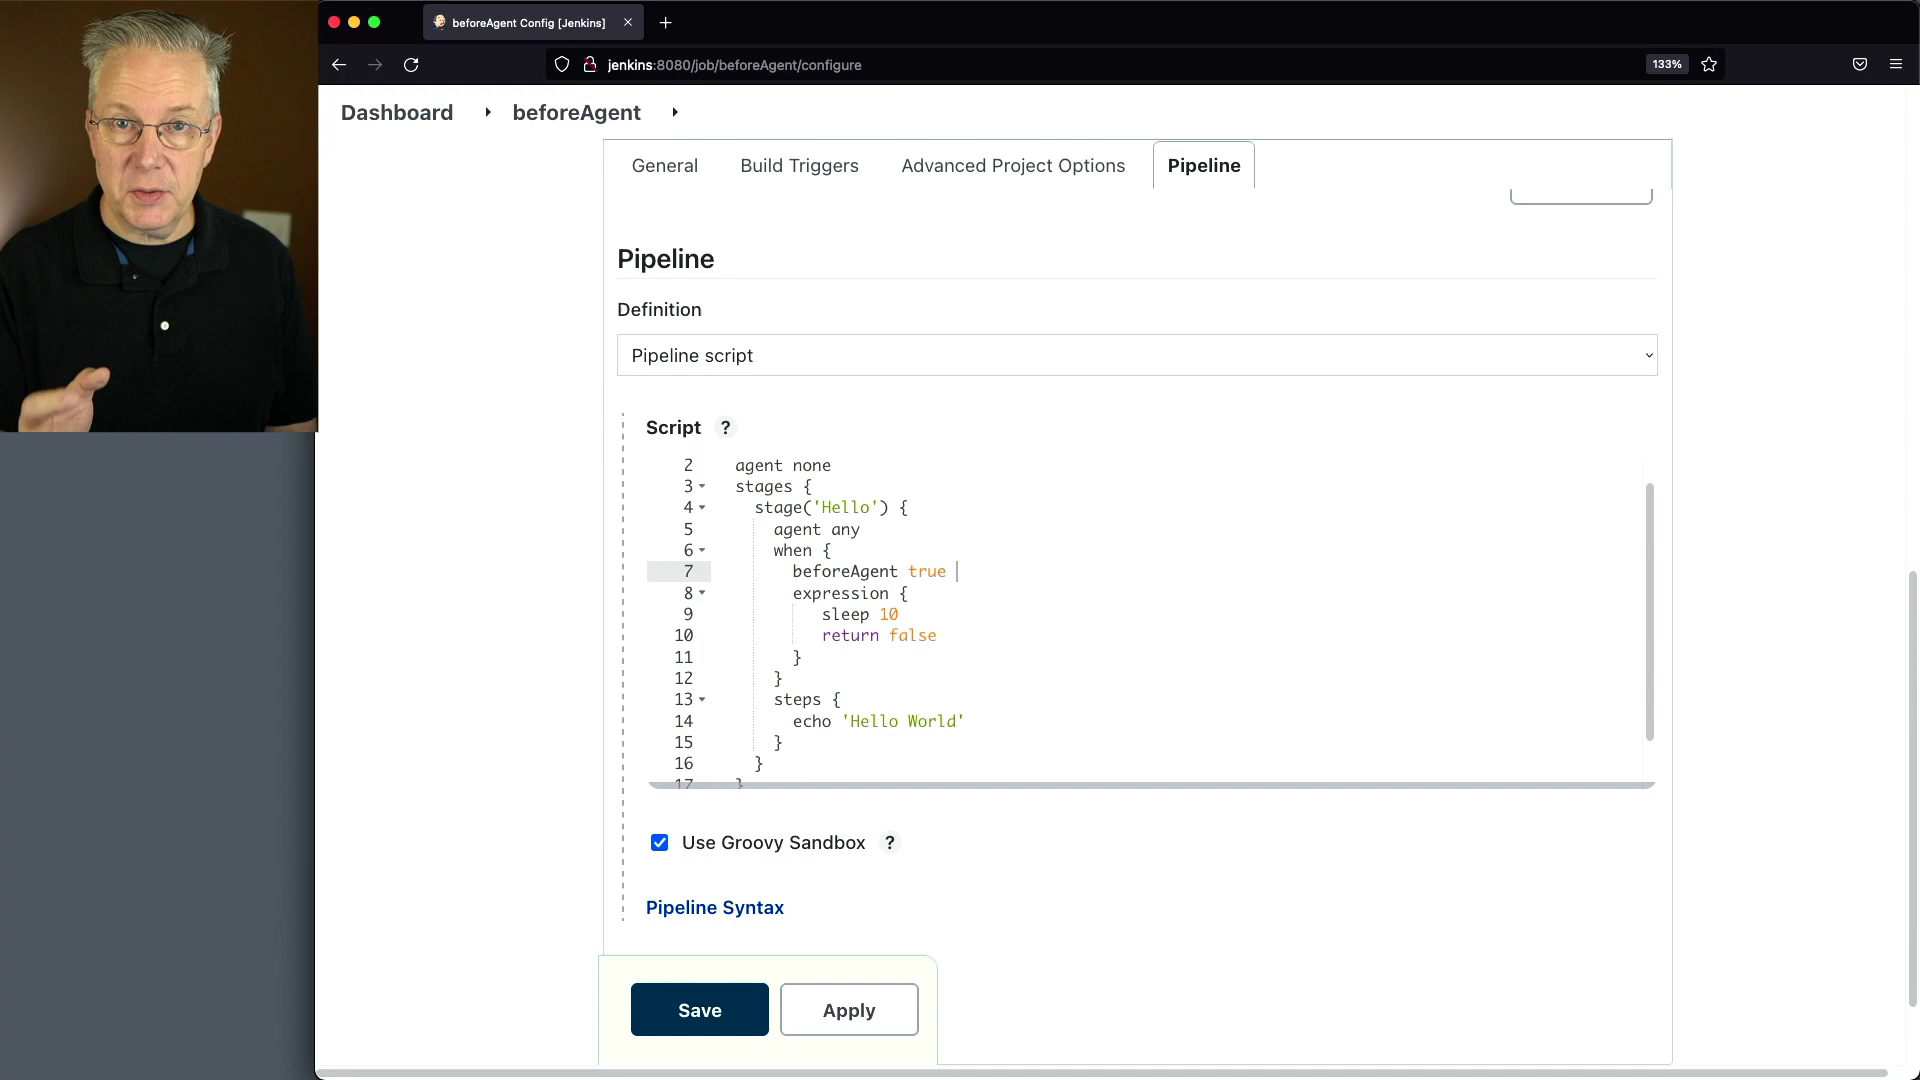 beforeAgent Config [Jenkins]
jenkins:8080/job/beforeAgent/configure
133%
Dashboard
beforeAgent
General
Build Triggers
Advanced Project Options
Pipeline
Pipeline
Definition
Pipeline script
Script ?
2 agent none
3 stages {
4 stage('Hello') {
5 agent any
6 when {
7 beforeAgent true
8 expression {
9 sleep 10
10 return false
11 }
12 }
13 steps {
14 echo 'Hello World'
15 }
16 }
17 }
Use Groovy Sandbox ?
Pipeline Syntax
Save
Apply